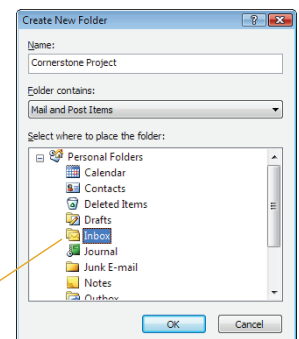 Create New Folder
Name:
Cornerstone Project
Folder contains:
Mail and Post Items
Select where to place the folder:
Personal Folders
Calendar
Contacts
Deleted Items
Drafts
Inbox
Journal
Junk E-mail
Notes
Outbox
OK Cancel